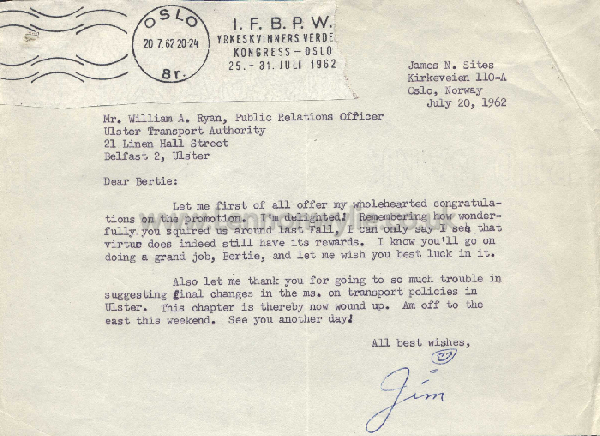 OSLO
20 7.62 20-24
Br.
I.F.B.P.W.
YRKESKVINNERS VERDE
KONGRESS - OSLO
25.-31. JULI 1962
James N. Sites
Kirkeveien 110-A
Oslo, Norway
July 20, 1962
Mr. William A. Ryan, Public Relations Officer
Ulster Transport Authority
21 Linen Hall Street
Belfast 2, Ulster
Dear Bertie:
Let me first of all offer my wholehearted congratula-
tions on the promotion. I'm delighted! Remembering how wonder-
fully you squired us around last Fall, I can only say I see that
virtue does indeed still have its rewards. I know you'll go on
doing a grand job, Bertie, and let me wish you best luck in it.
Also let me thank you for going to so much trouble in
suggesting final changes in the ms. on transport policies in
Ulster. This chapter is thereby now wound up. Am off to the
east this weekend. See you another day!
All best wishes,
Jim